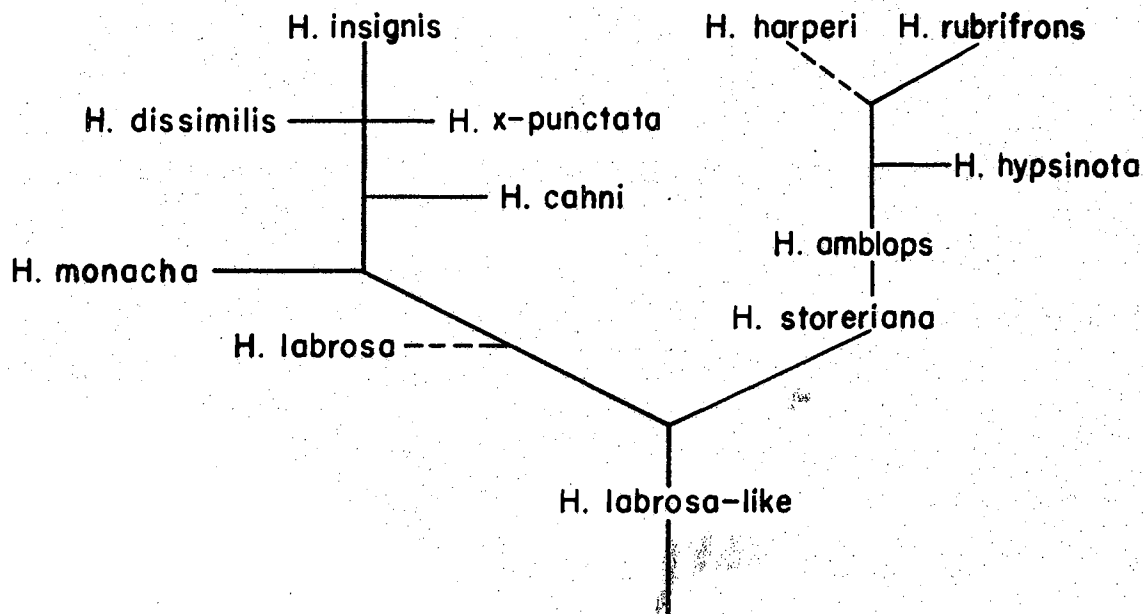 H. insignis
H. harperi
H. rubrifrons
H. dissimilis
H. x-punctata
H. hypsinota
H. cahni
H. amblops
H. monacha
H. storeriana
H. labrosa
H. labrosa-like